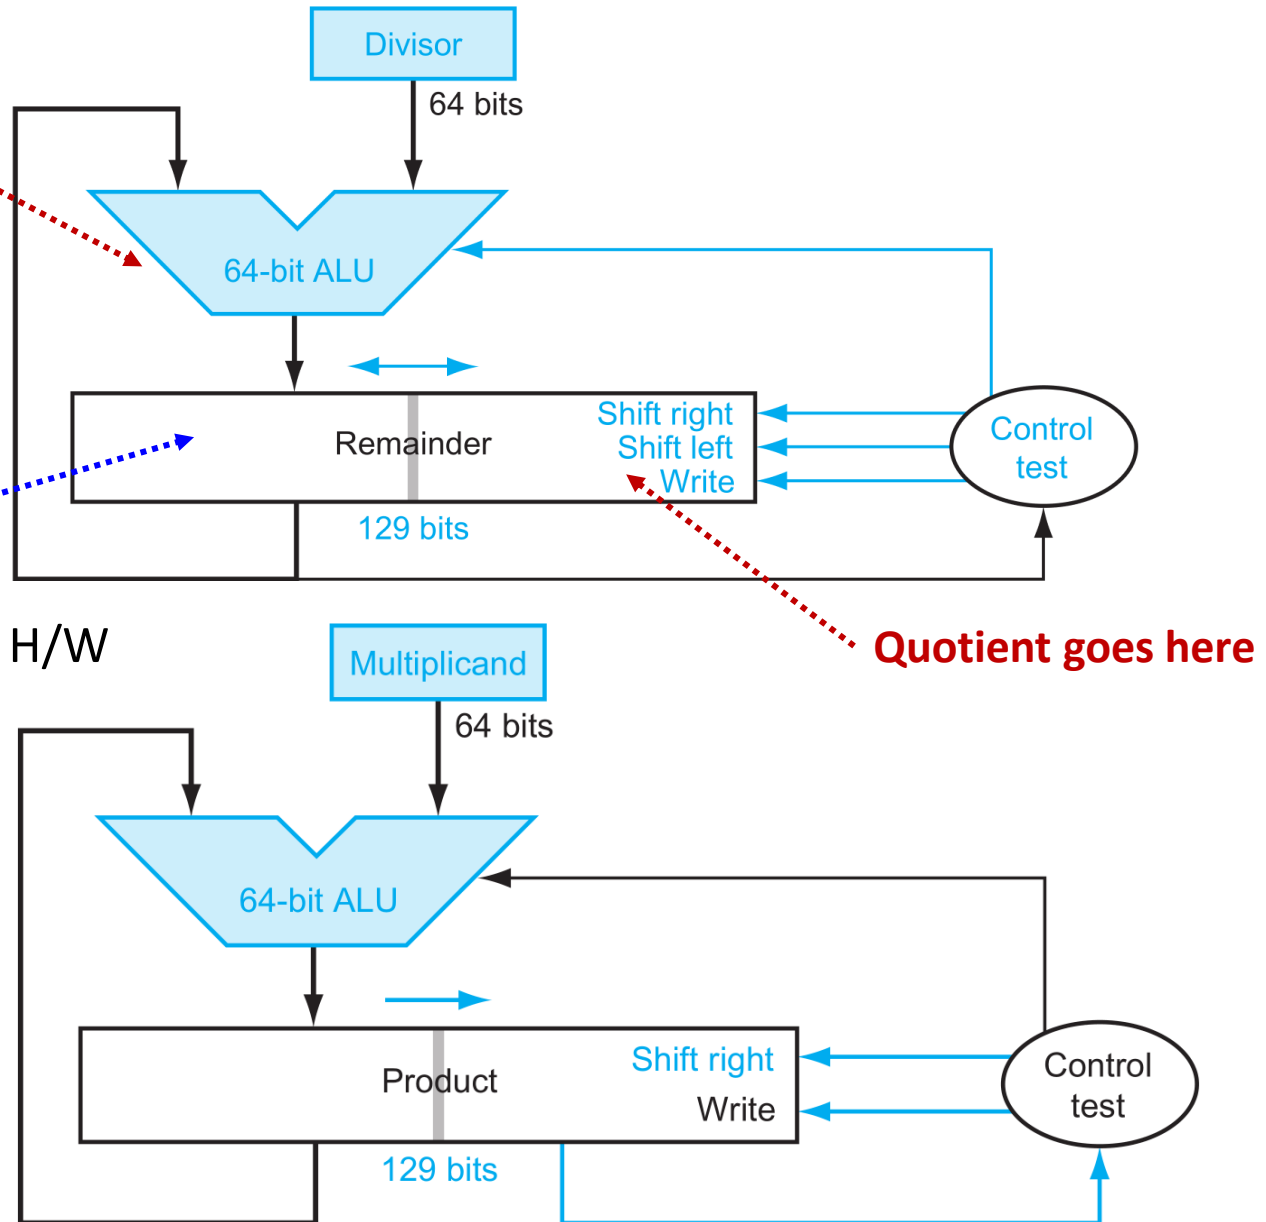 Divisor
64 bits
64-bit ALU
Shift right
Remainder
Shift left
Write
Control
test
129 bits
H/W
Quotient goes here
Multiplicand
64 bits
64-bit ALU
Shift right
Product
Write
Control
test
129 bits